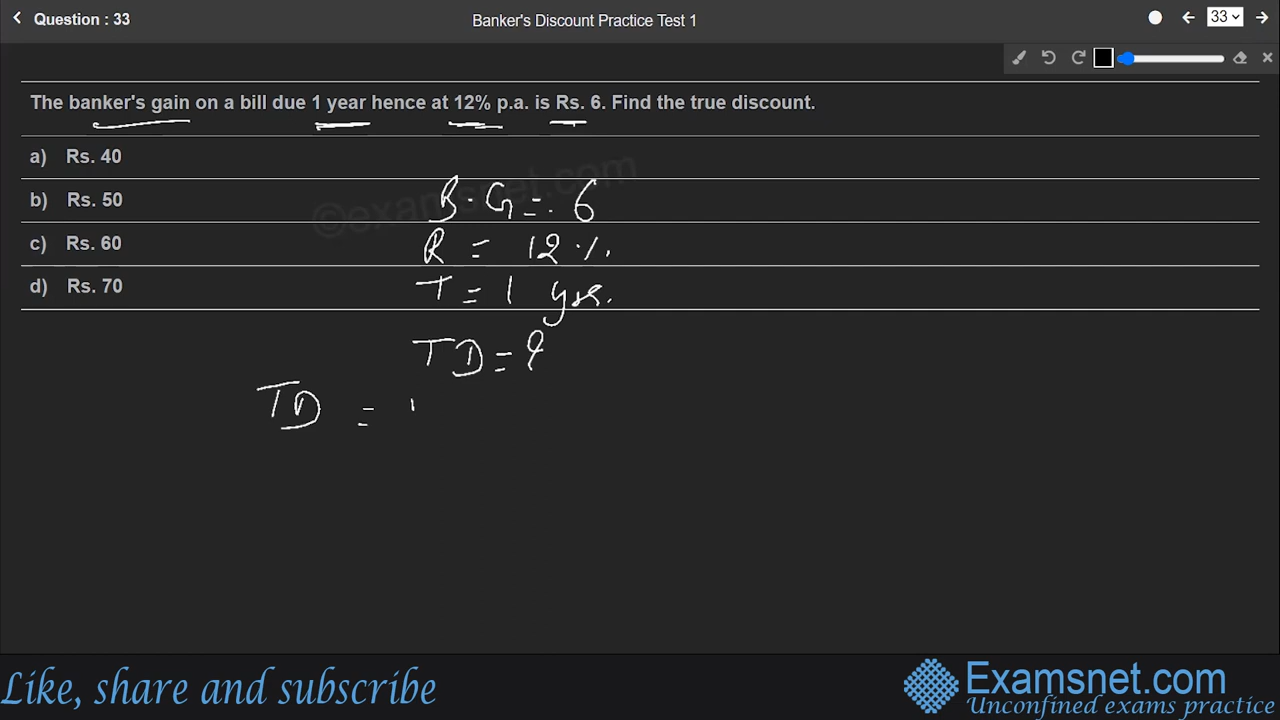 Question : 33
Banker's Discount Practice Test 1
33
The banker's gain on a bill due 1 year hence at 12% p.a. is Rs. 6. Find the true discount.
a) Rs. 40
b) Rs. 50
c) Rs. 60
d) Rs. 70
©examsnet.com
B.G = 6
R = 12 %
T = 1 yrs.
TD = ?
TD =
Like, share and subscribe
Examsnet.com
Unconfined exams practice